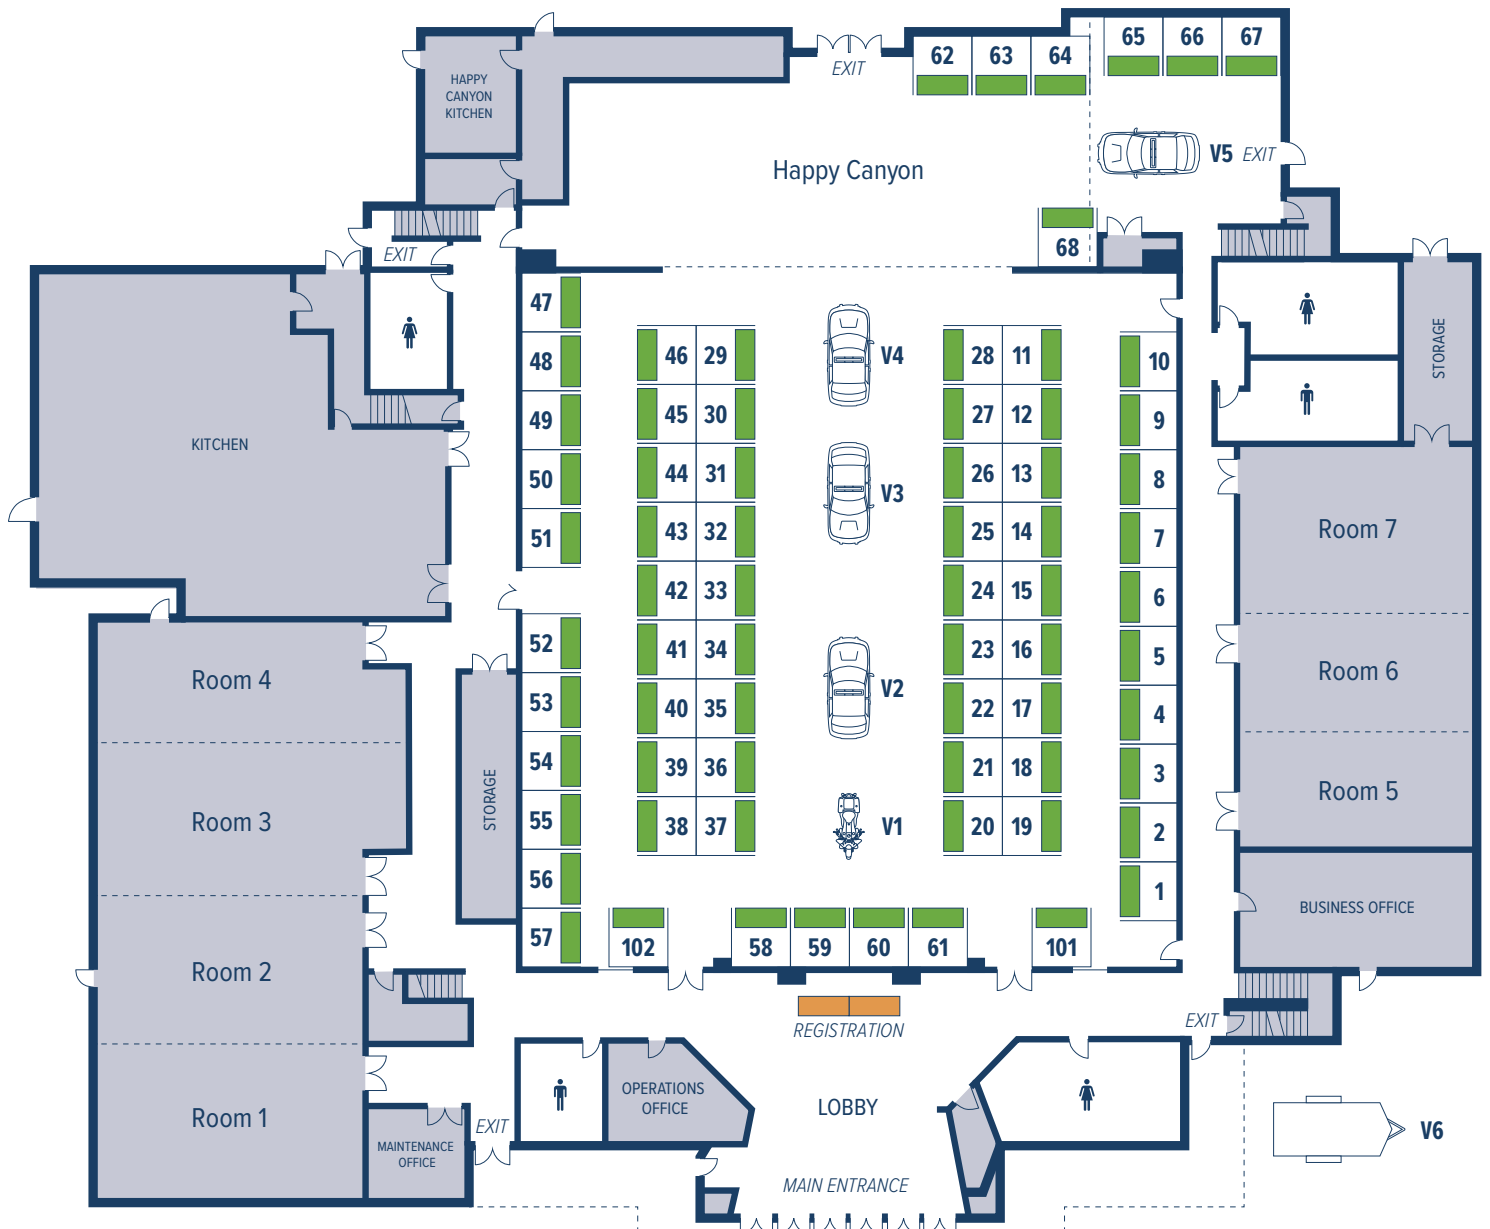 65 66 67
62 63 64
EXIT
HAPPY
CANYON
KITCHEN
V5 EXIT
Happy Canyon
68
EXIT
47
48
49
50
51
52
53
54
55
56
57
46 29
45 30
44 31
43 32
42 33
41 34
40 35
39 36
38 37
V4
V3
V2
V1
28 11
27 12
26 13
25 14
24 15
23 16
22 17
21 18
20 19
10
9
8
7
6
5
4
3
2
1
STORAGE
KITCHEN
Room 7
Room 6
Room 5
BUSINESS OFFICE
Room 4
Room 3
Room 2
Room 1
STORAGE
102
58 59 60 61
101
REGISTRATION
EXIT
OPERATIONS
OFFICE
LOBBY
EXIT
MAINTENANCE
OFFICE
V6
MAIN ENTRANCE